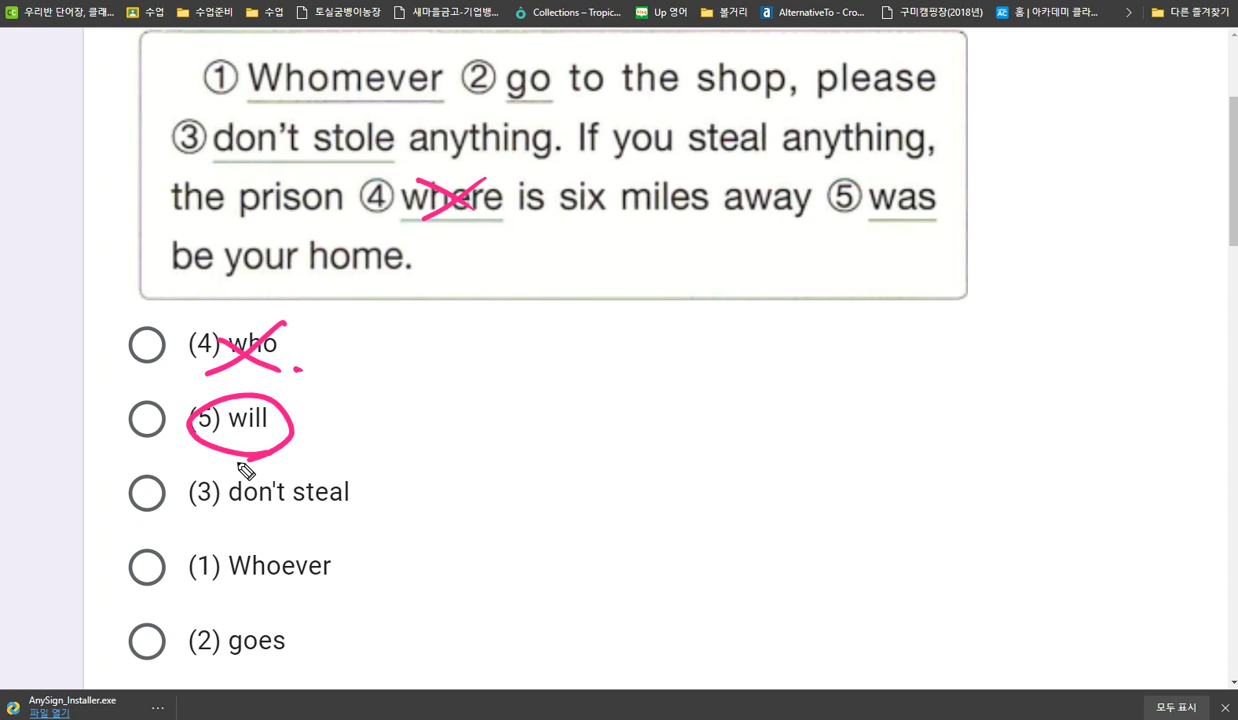 우리반 단어장, 클래... 수업 수업준비 수업 토실굼벵이농장 새마을금고-기업뱅... Collections – Tropic... Up 영어 볼거리 AlternativeTo - Cro... 구미캠핑장(2018년) 홈 | 아카데미 클라... 다른 즐겨찾기
① Whomever ② go to the shop, please
③ don't stole anything. If you steal anything,
the prison ④ where is six miles away ⑤ was
be your home.
(4) who
(5) will
(3) don't steal
(1) Whoever
(2) goes
AnySign_Installer.exe
파일 열기
... 모두 표시